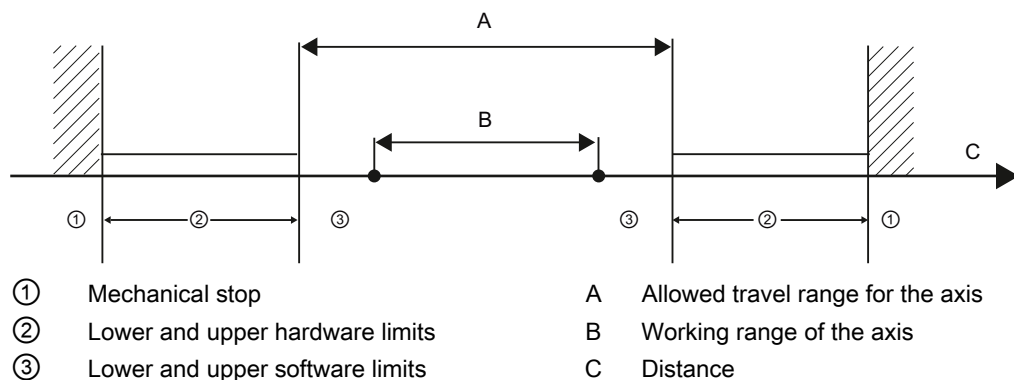 A
B
C
① ② ③ ③ ② ①
① Mechanical stop
② Lower and upper hardware limits
③ Lower and upper software limits
A Allowed travel range for the axis
B Working range of the axis
C Distance